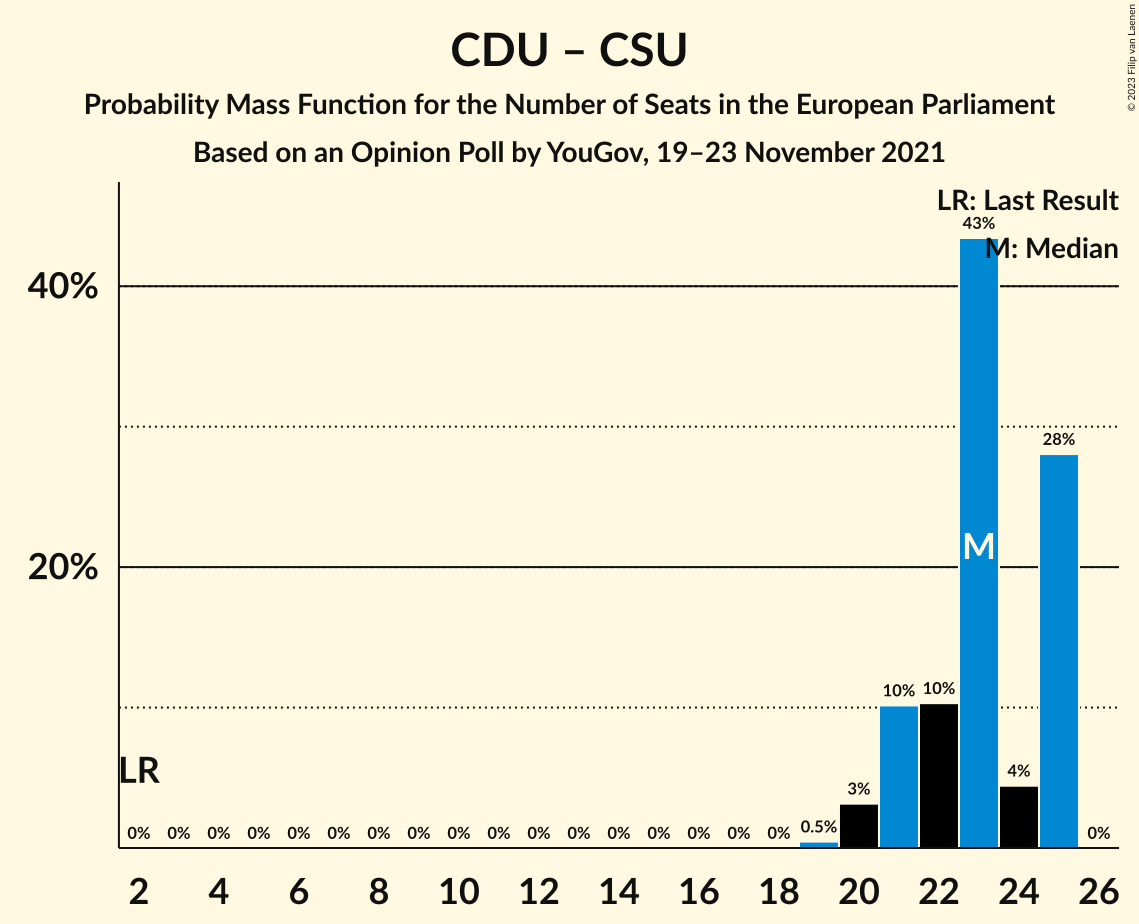 CDU – CSU
Probability Mass Function for the Number of Seats in the European Parliament
Based on an Opinion Poll by YouGov, 19–23 November 2021
© 2023 Filip van Laenen
LR: Last Result
43%
M: Median
40%
28%
M
20%
10% 10%
LR
4%
3%
0.5%
0% 0% 0% 0% 0% 0% 0% 0% 0% 0% 0% 0% 0% 0% 0% 0% 0% 0%
2 4 6 8 10 12 14 16 18 20 22 24 26